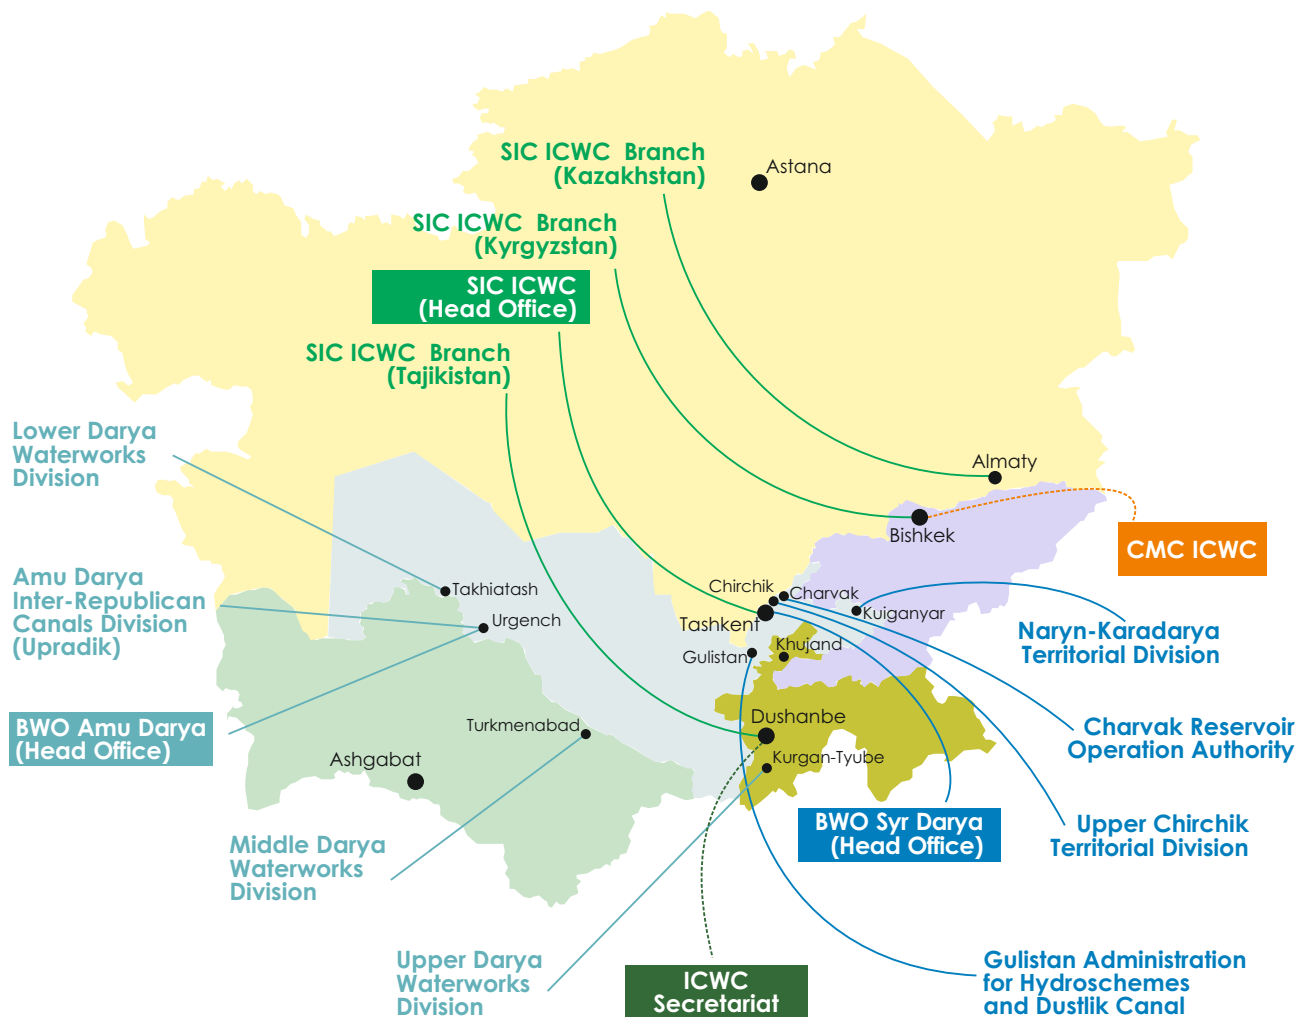 SIC ICWC Branch
(Kazakhstan)
Astana
SIC ICWC Branch
(Kyrgyzstan)
SIC ICWC
(Head Office)
SIC ICWC Branch
(Tajikistan)
Lower Darya
Waterworks
Division
Almaty
Bishkek
CMC ICWC
Amu Darya
Inter-Republican
Canals Division
(Upradik)
Takhiatash
Urgench
Chirchik
Charvak
Tashkent
Kuiganyar
Gulistan
Khujand
Naryn-Karadarya
Territorial Division
BWO Amu Darya
(Head Office)
Turkmenabad
Dushanbe
Ashgabat
Kurgan-Tyube
Charvak Reservoir
Operation Authority
BWO Syr Darya
(Head Office)
Upper Chirchik
Territorial Division
Middle Darya
Waterworks
Division
Upper Darya
Waterworks
Division
ICWC
Secretariat
Gulistan Administration
for Hydroschemes
and Dustlik Canal